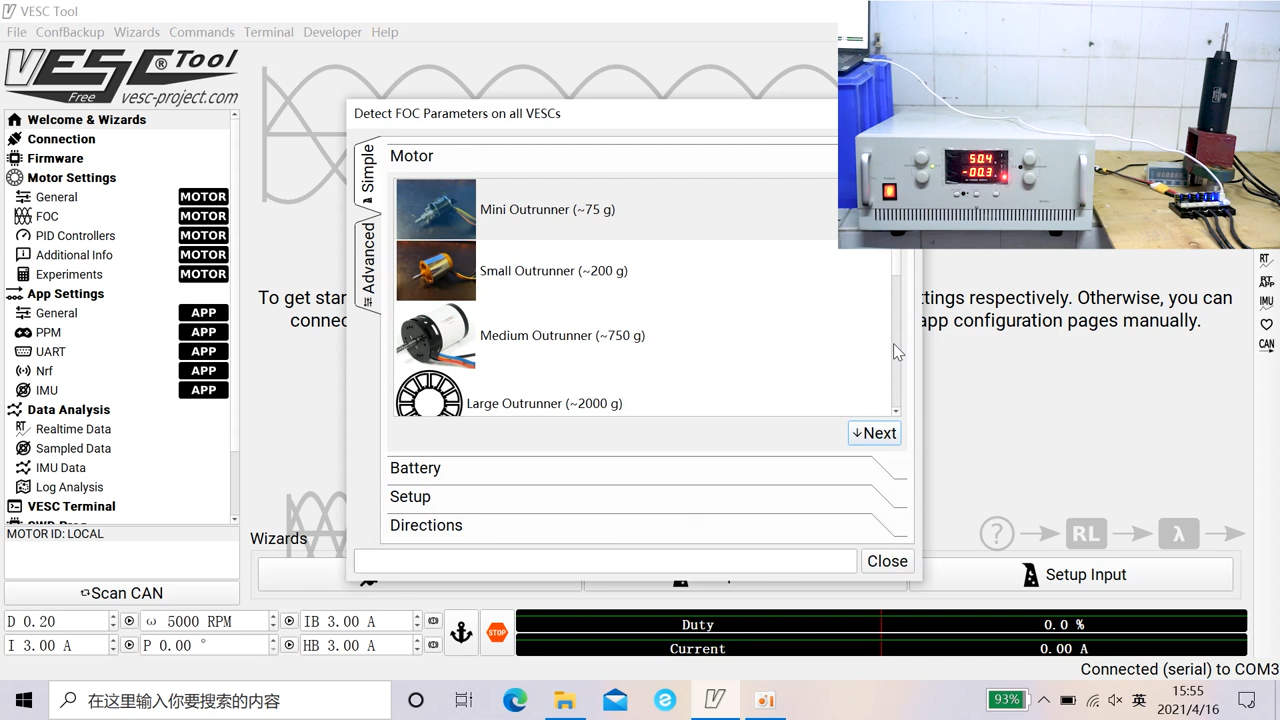 VESC Tool
File ConfBackup Wizards Commands Terminal Developer Help
VESC® Tool
Free vesc-project.com
Welcome & Wizards
Connection
Firmware
Motor Settings
General MOTOR
FOC MOTOR
PID Controllers MOTOR
Additional Info MOTOR
Experiments MOTOR
App Settings
General APP
PPM APP
UART APP
Nrf APP
IMU APP
Data Analysis
RT Realtime Data
Sampled Data
IMU Data
Log Analysis
VESC Terminal
MOTOR ID: LOCAL
Scan CAN
Detect FOC Parameters on all VESCs
Simple
Advanced
Motor
Mini Outrunner (~75 g)
Small Outrunner (~200 g)
Medium Outrunner (~750 g)
Large Outrunner (~2000 g)
Next
Battery
Setup
Directions
Close
50.4
-00.3
To get star
ttings respectively. Otherwise, you can
connec
app configuration pages manually.
RT
RT
APP
IMU
CAN
? RL λ
Wizards
Setup Input
D 0.20 ω 5000 RPM IB 3.00 A
I 3.00 A P 0.00 ° HB 3.00 A
STOP
Duty 0.0 %
Current 0.00 A
Connected (serial) to COM3
在这里输入你要搜索的内容
93%
英
15:55
2021/4/16